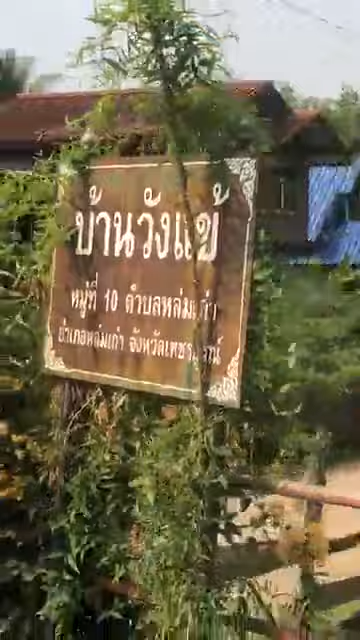 บ้านวังแข้
หมู่ที่ 10 ตำบลหล่มเก่า
อำเภอหล่มเก่า จังหวัดเพชรบูรณ์